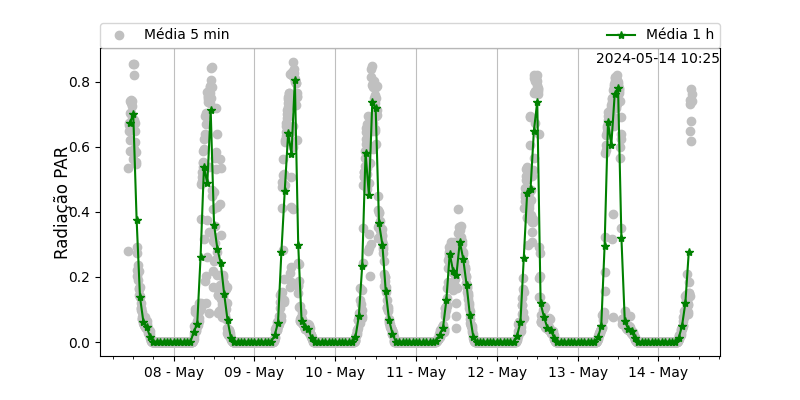 Média 5 min
Média 1 h
2024-05-14 10:25
Radiação PAR
0.8
0.6
0.4
0.2
0.0
08 - May
09 - May
10 - May
11 - May
12 - May
13 - May
14 - May